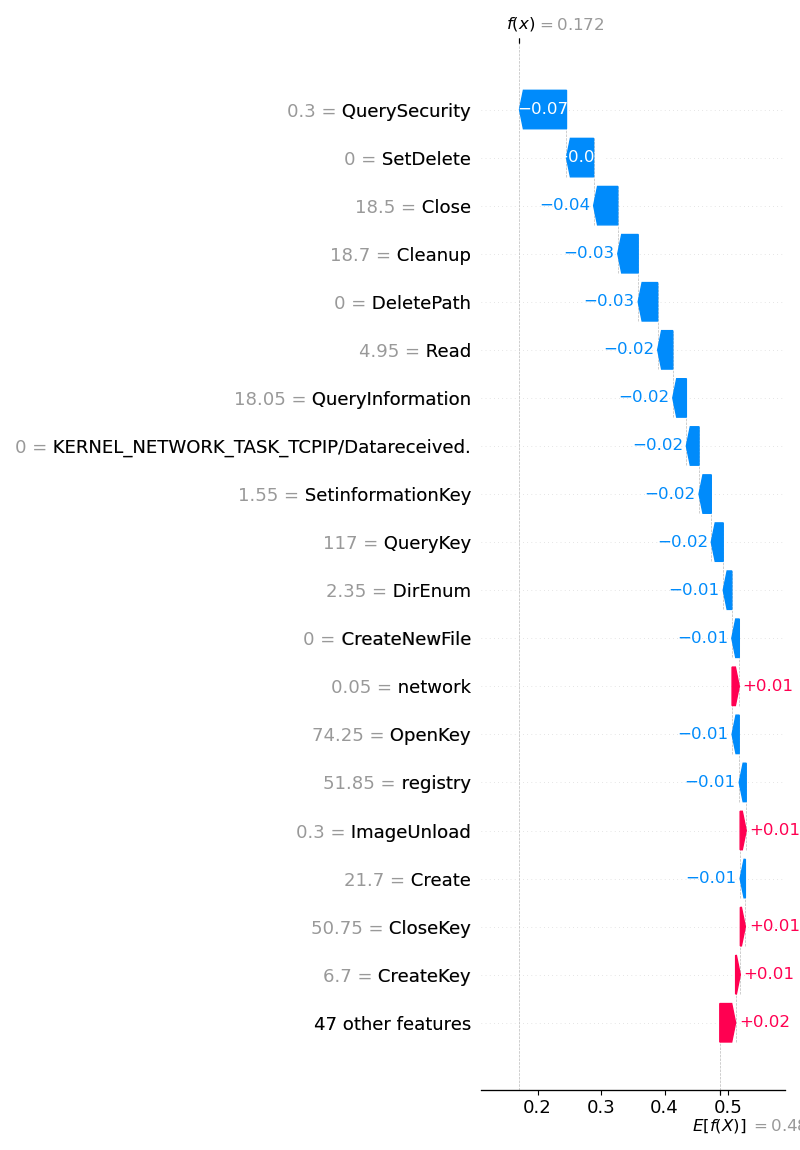 f(x) = 0.172
0.3 = QuerySecurity −0.07
0 = SetDelete
18.5 = Close −0.04
18.7 = Cleanup −0.03
0 = DeletePath −0.03
4.95 = Read −0.02
18.05 = QueryInformation −0.02
0 = KERNEL_NETWORK_TASK_TCPIP/Datareceived. −0.02
1.55 = SetinformationKey −0.02
117 = QueryKey −0.02
2.35 = DirEnum −0.01
0 = CreateNewFile −0.01
0.05 = network +0.01
74.25 = OpenKey −0.01
51.85 = registry −0.01
0.3 = ImageUnload +0.01
21.7 = Create −0.01
50.75 = CloseKey +0.01
6.7 = CreateKey +0.01
47 other features +0.02
0.2 0.3 0.4 0.5
E[f(X)] =